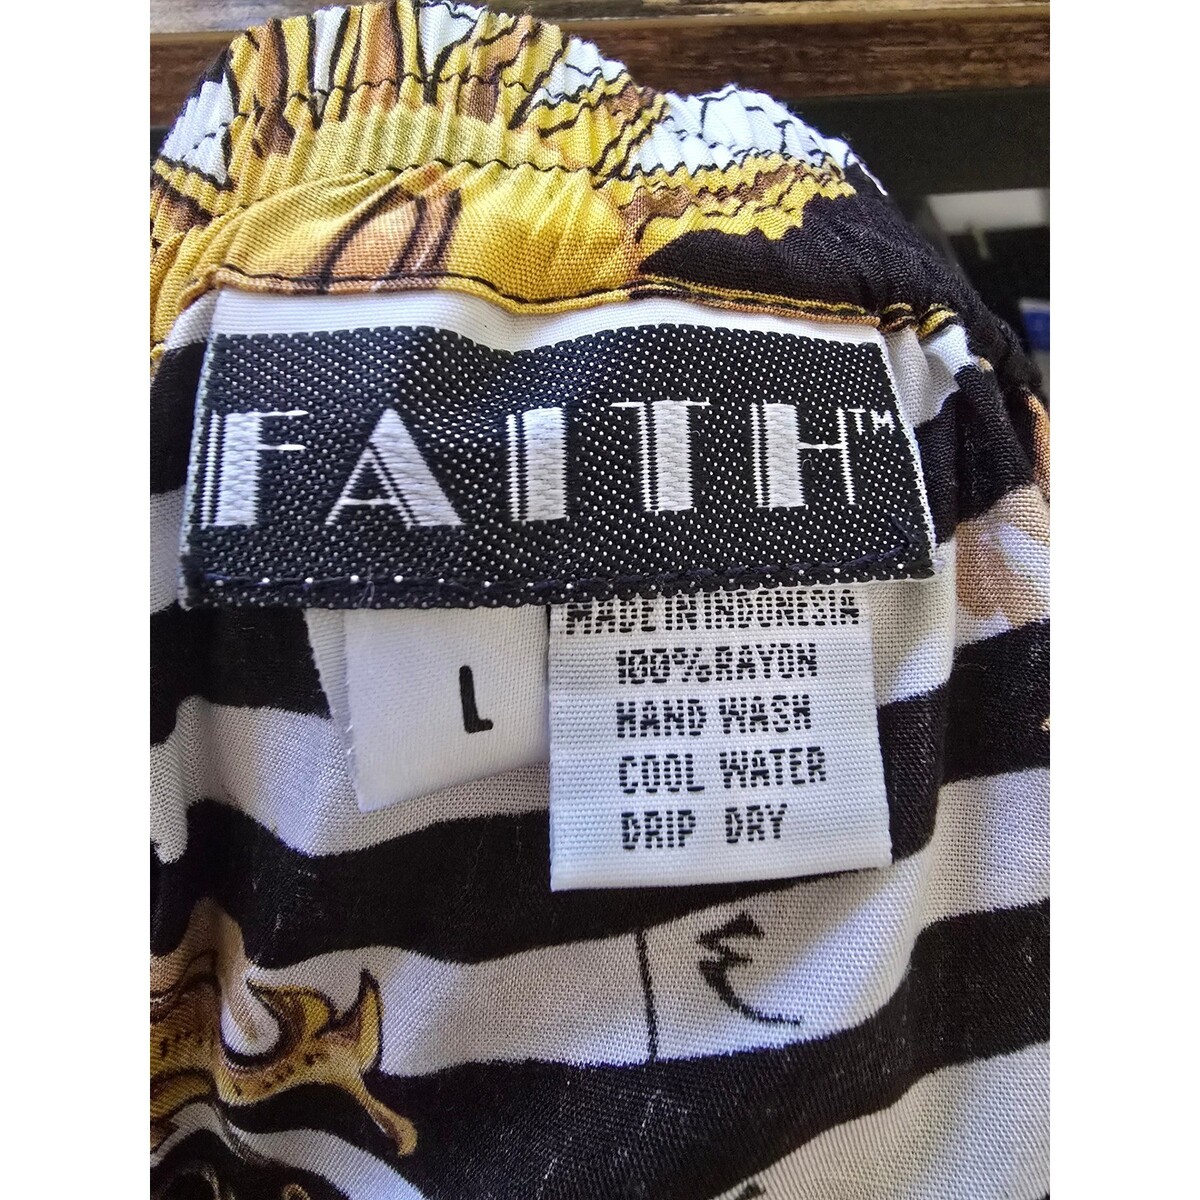 FAITH™
L
MADE IN INDONESIA
100% RAYON
HAND WASH
COOL WATER
DRIP DRY